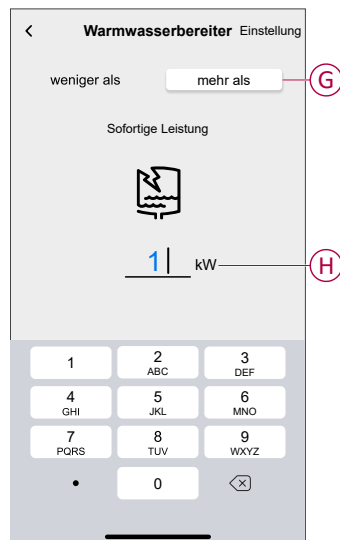 < Warmwasserbereiter Einstellung
weniger als mehr als G
Sofortige Leistung
1 kW H
1 2 3
ABC DEF
4 5 6
GHI JKL MNO
7 8 9
PQRS TUV WXYZ
• 0